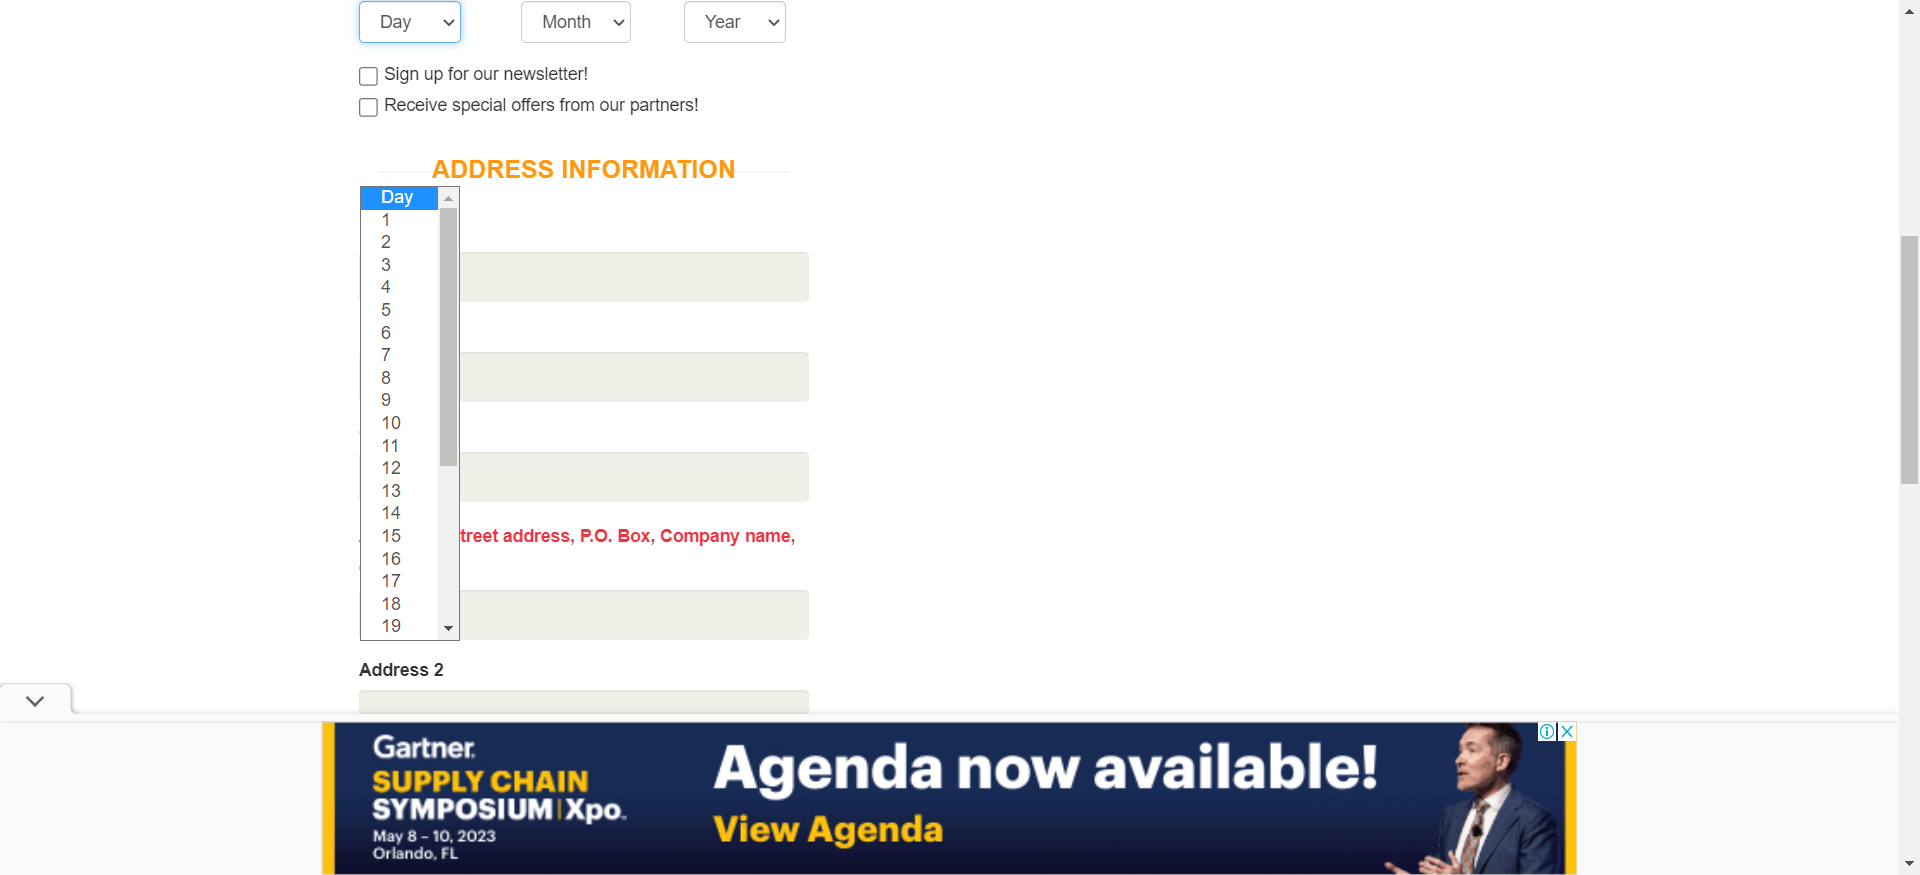 Day Month Year
Sign up for our newsletter!
Receive special offers from our partners!
ADDRESS INFORMATION
Day
1
2
3
4
5
6
7
8
9
10
11
12
13
14
15
treet address, P.O. Box, Company name,
16
17
18
19
Address 2
Gartner.
SUPPLY CHAIN
SYMPOSIUM | Xpo.
May 8 – 10, 2023
Orlando, FL
Agenda now available!
View Agenda